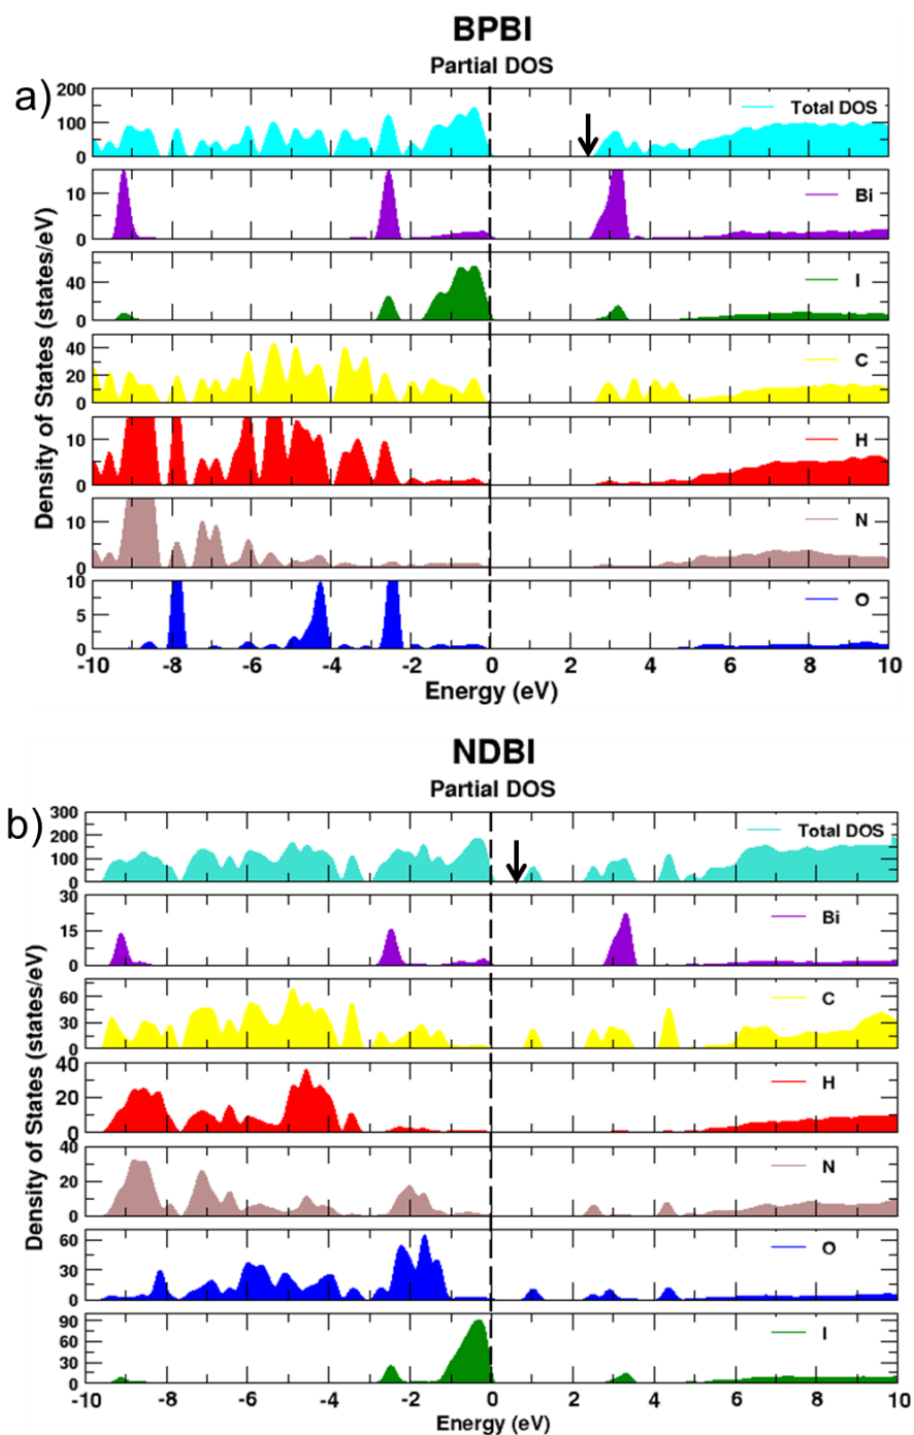 BPBI
Partial DOS
a)
200
100
0
Total DOS
10
0
Bi
40
0
I
40
20
0
C
10
0
H
10
0
N
10
5
0
O
-10 -8 -6 -4 -2 0 2 4 6 8 10
Energy (eV)
Density of States (states/eV)
NDBI
Partial DOS
b)
300
200
100
0
Total DOS
30
15
0
Bi
60
30
0
C
40
20
0
H
40
20
0
N
60
30
0
O
90
60
30
0
I
-10 -8 -6 -4 -2 0 2 4 6 8 10
Energy (eV)
Density of States (states/eV)